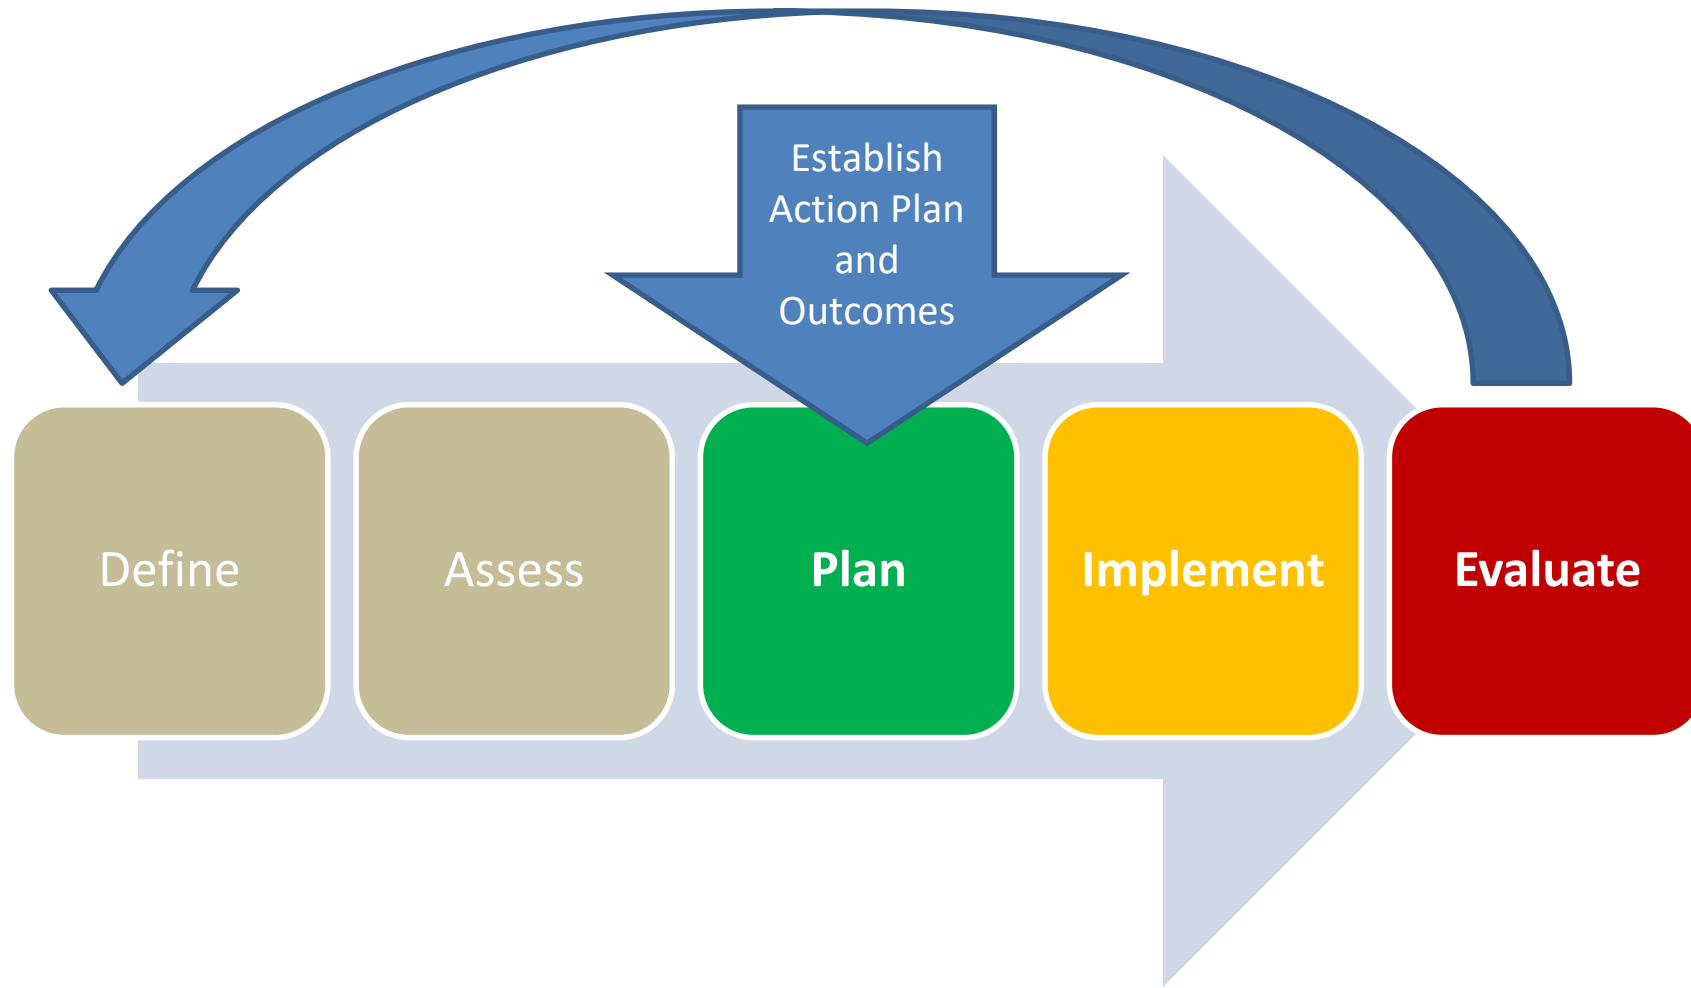 Establish
Action Plan
and
Outcomes
Define
Assess
Plan
Implement
Evaluate